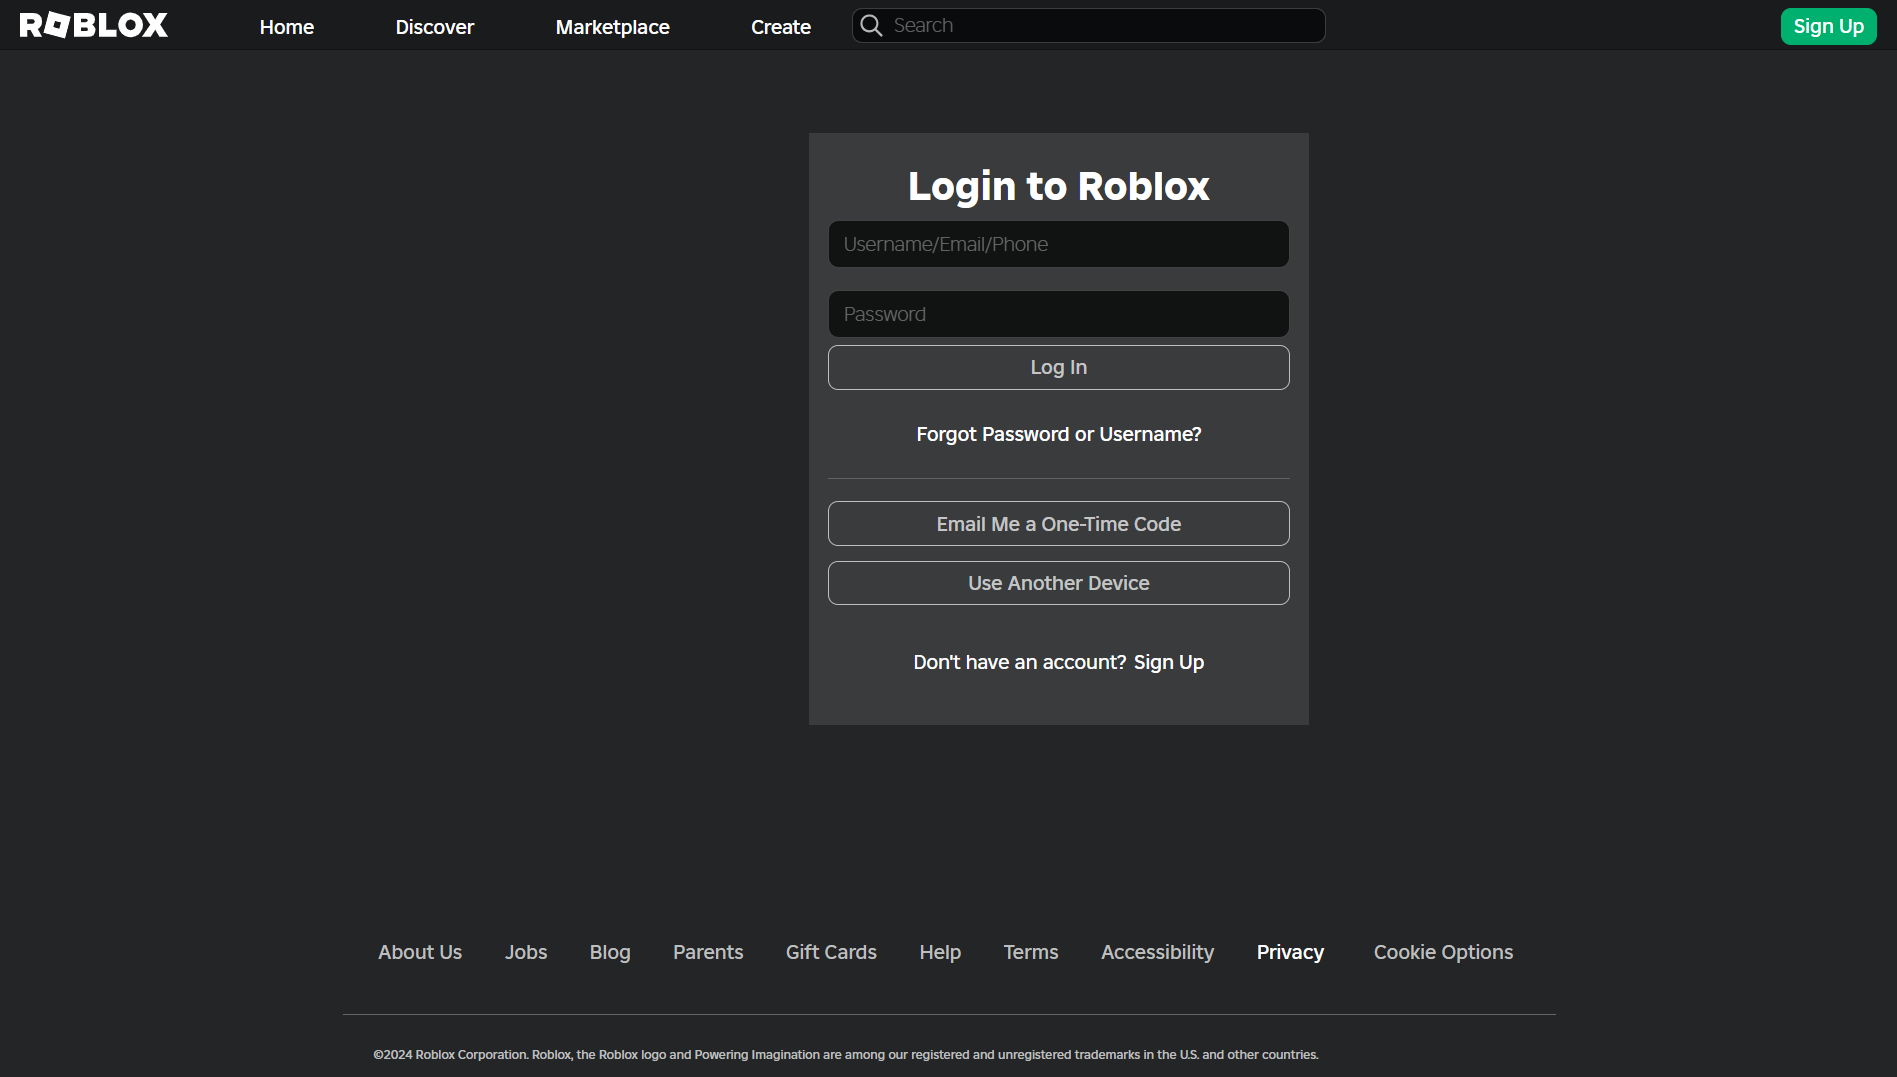 ROBLOX Home Discover Marketplace Create Search Sign Up
Login to Roblox
Username/Email/Phone
Password
Log In
Forgot Password or Username?
Email Me a One-Time Code
Use Another Device
Don't have an account? Sign Up
About Us Jobs Blog Parents Gift Cards Help Terms Accessibility Privacy Cookie Options
©2024 Roblox Corporation. Roblox, the Roblox logo and Powering Imagination are among our registered and unregistered trademarks in the U.S. and other countries.